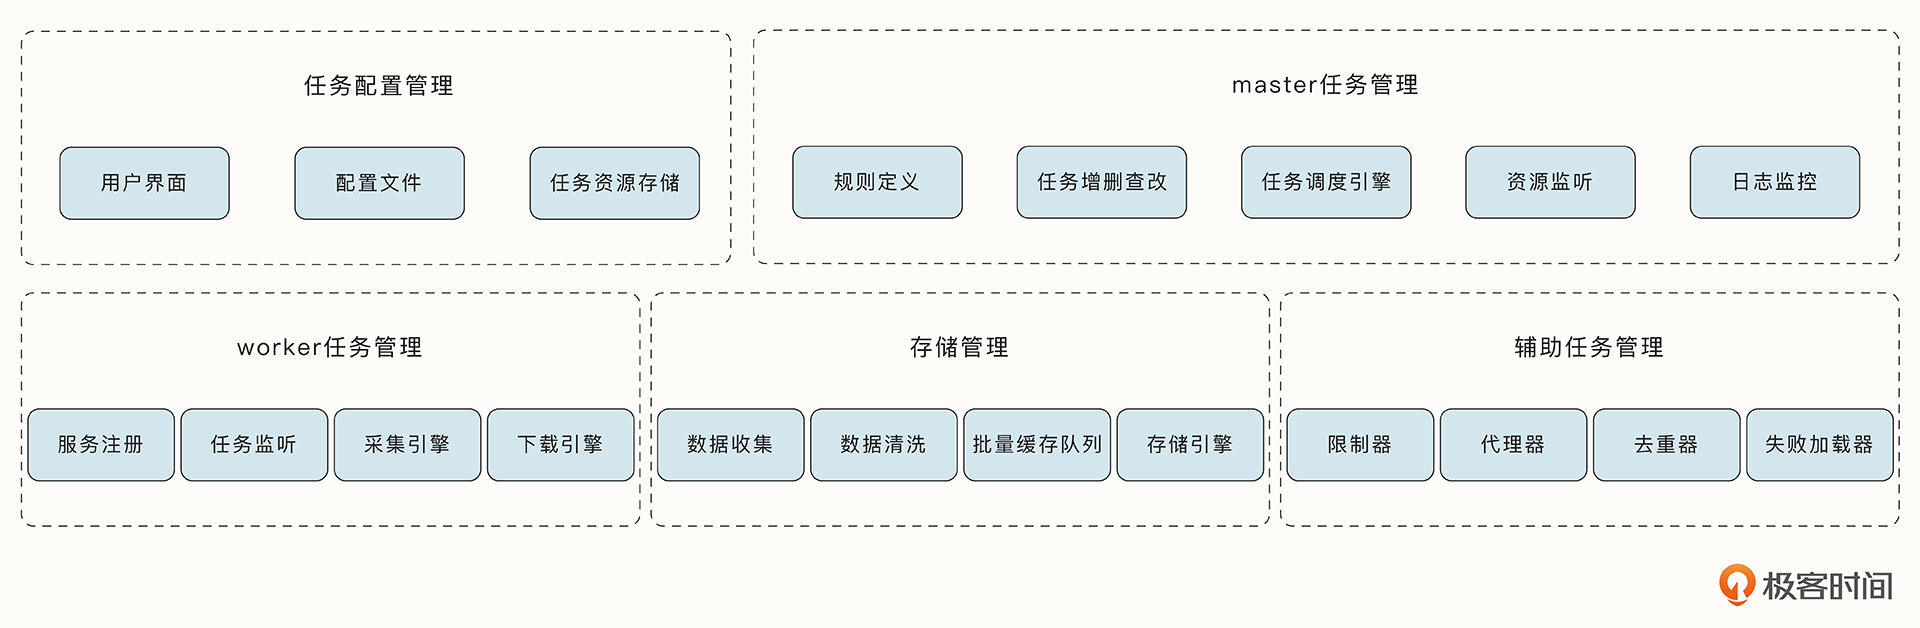 任务配置管理
用户界面
配置文件
任务资源存储
master任务管理
规则定义
任务增删查改
任务调度引擎
资源监听
日志监控
worker任务管理
服务注册
任务监听
采集引擎
下载引擎
存储管理
数据收集
数据清洗
批量缓存队列
存储引擎
辅助任务管理
限制器
代理器
去重器
失败加载器
极客时间